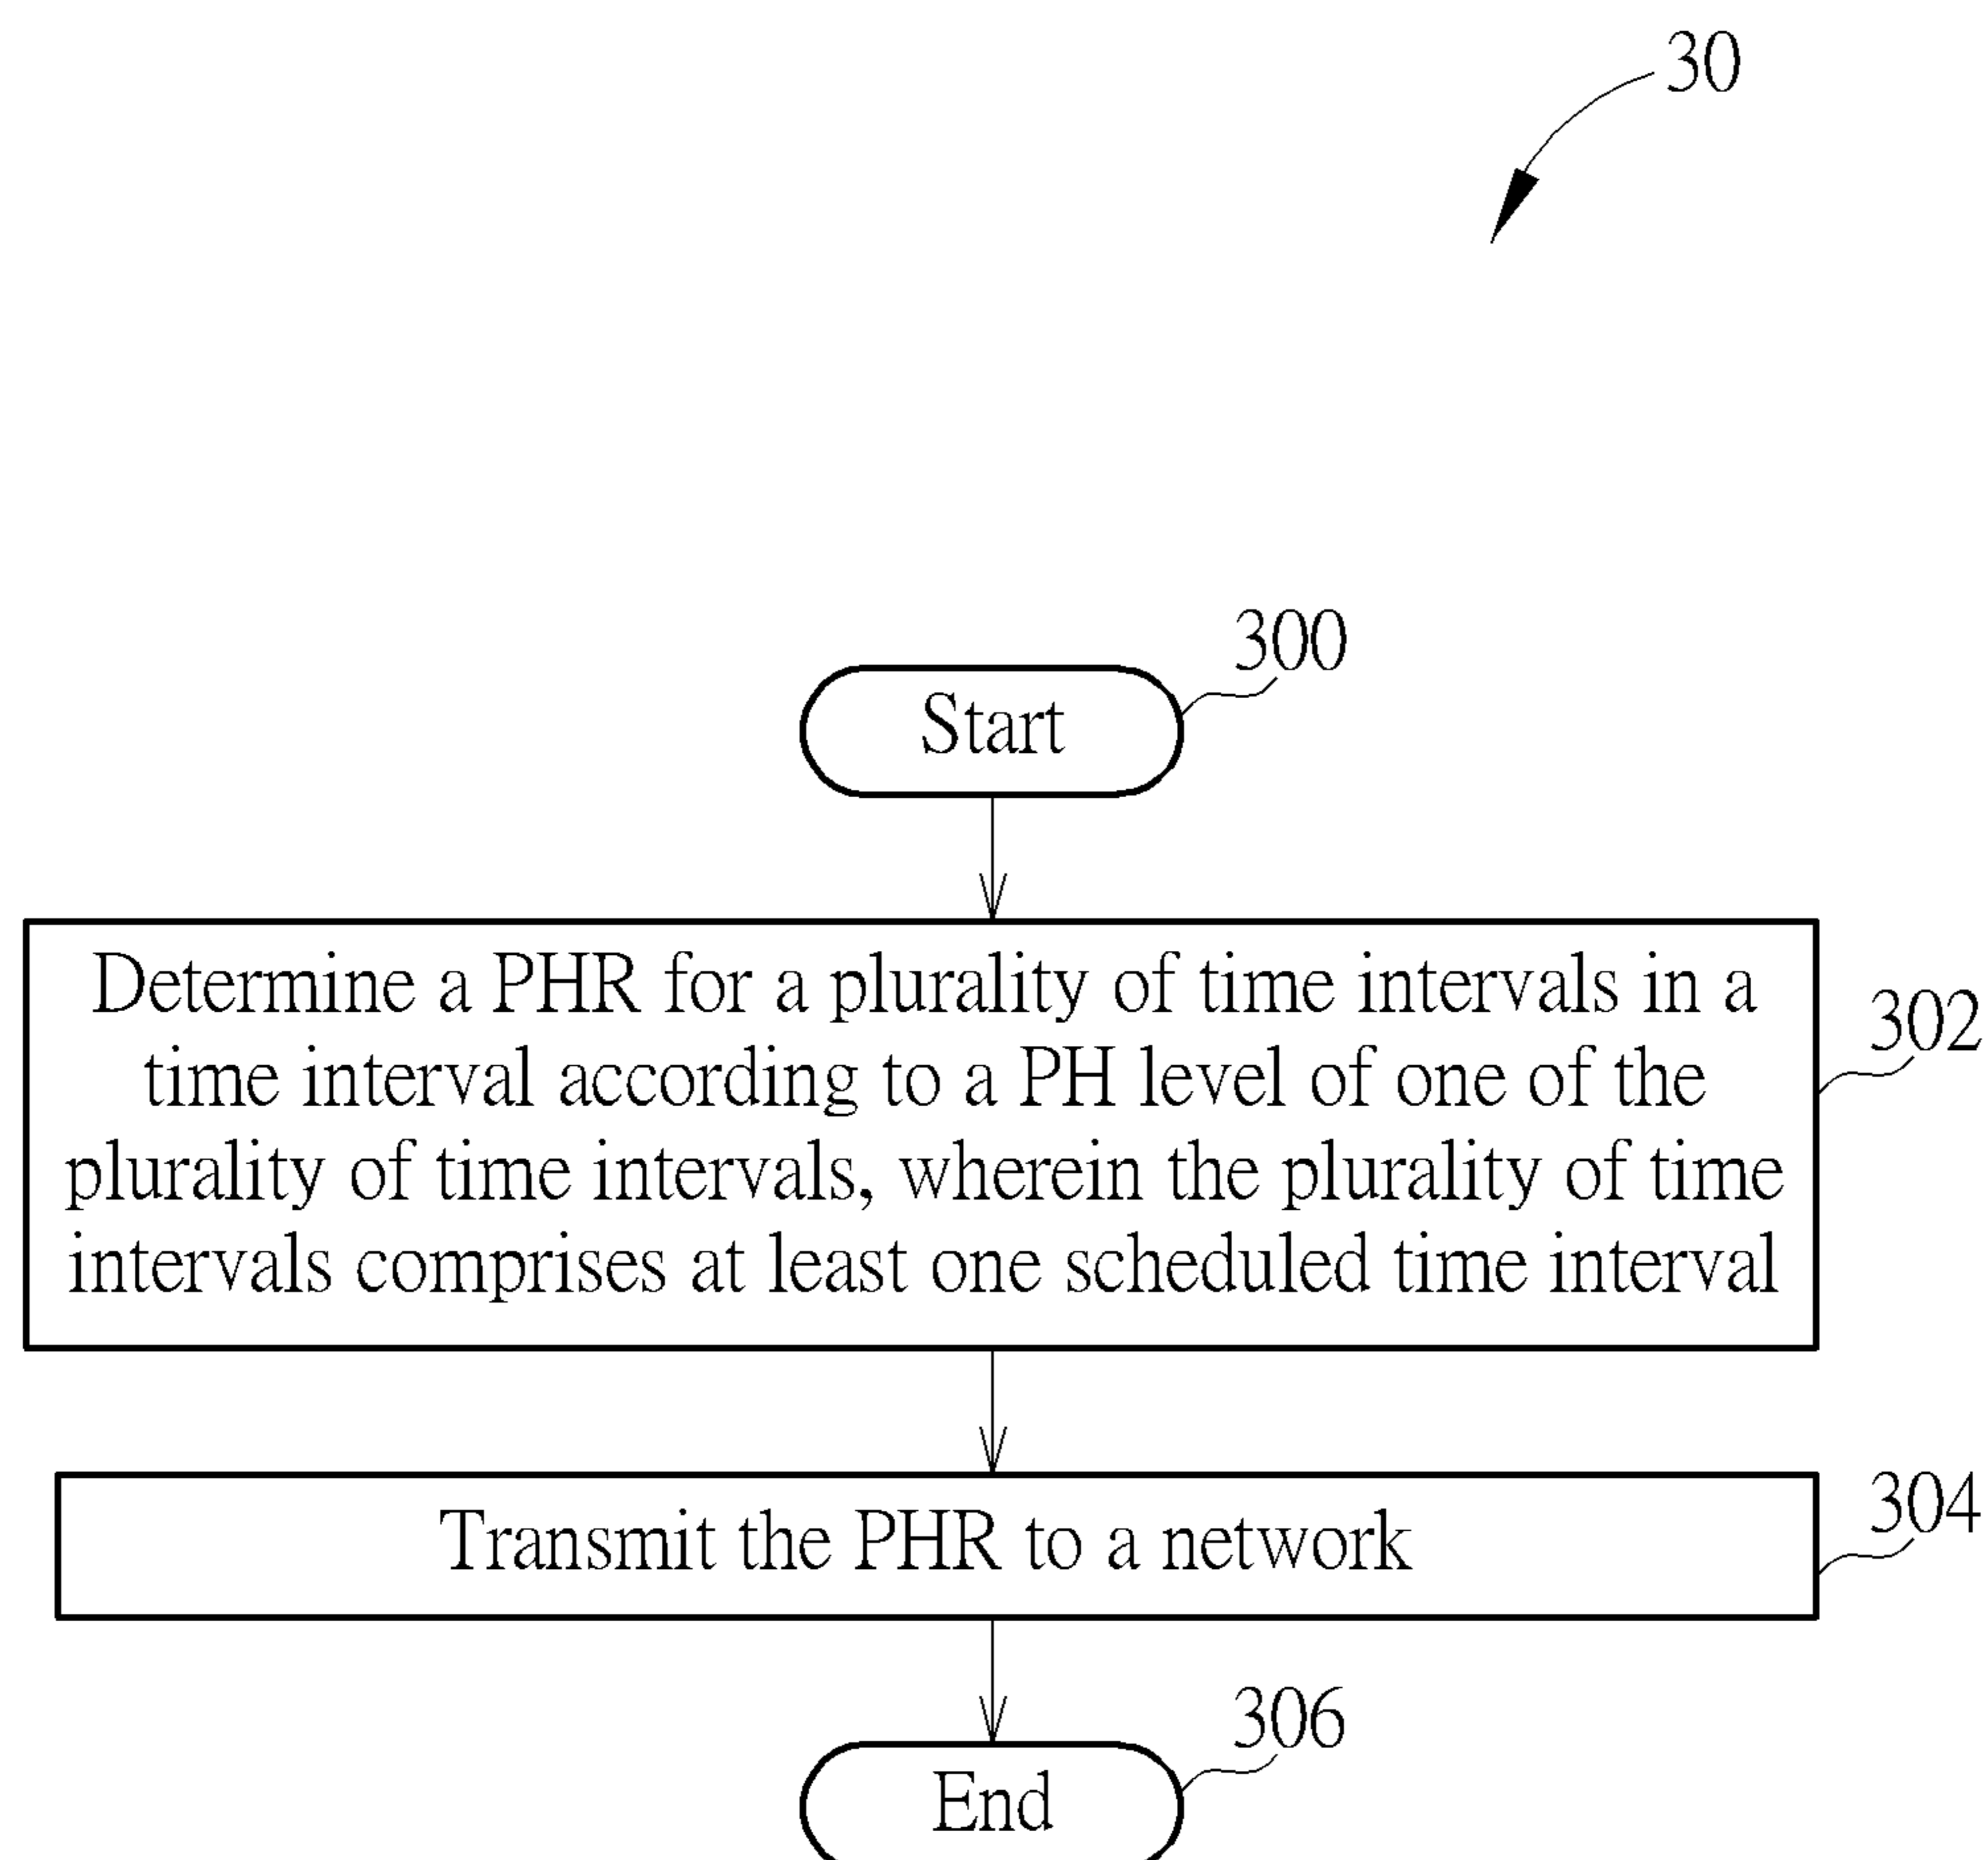 30
300
Start
Determine a PHR for a plurality of time intervals in a
time interval according to a PH level of one of the
plurality of time intervals, wherein the plurality of time
intervals comprises at least one scheduled time interval
302
Transmit the PHR to a network
304
306
End